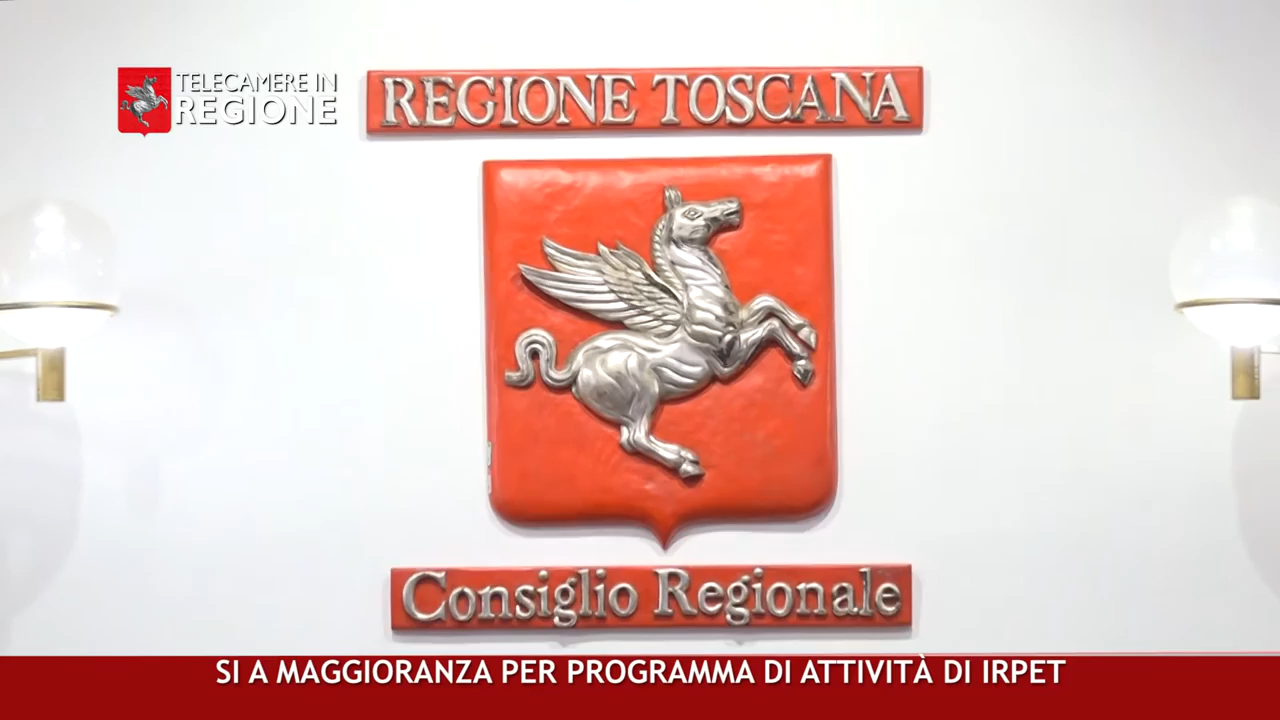 TELECAMERE IN
REGIONE
REGIONE TOSCANA
Consiglio Regionale
SI A MAGGIORANZA PER PROGRAMMA DI ATTIVITÀ DI IRPET